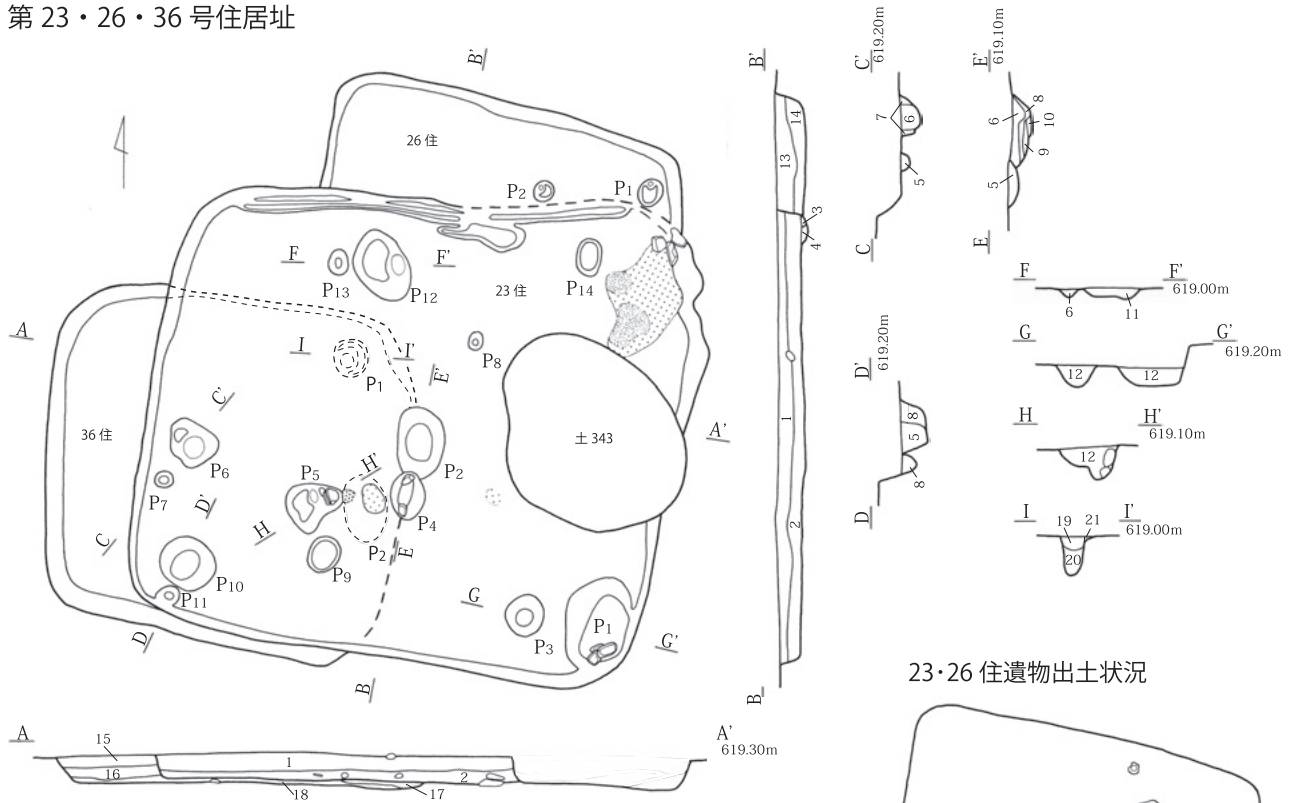 第 23・26・36 号住居址
B'
26 住
P2
P1
F
F'
P13
P12
23 住
P14
A
I
I'
P1
P8
E'
C'
36 住
土 343
A'
P6
P2
P7
P5
H'
D'
P4
H
P2
E
C
P9
P10
P11
G
P3
P1
G'
D
B
B'
14
13
3
4
1
2
B
C'
619.20m
7
6
5
C
E'
619.10m
8
6
10
9
5
E
D'
619.20m
8
5
8
D
F
F'
619.00m
6
11
G
G'
619.20m
12
12
H
H'
619.10m
12
I
I'
619.00m
19
21
20
A
A'
619.30m
15
16
1
2
18
17
23･26 住遺物出土状況